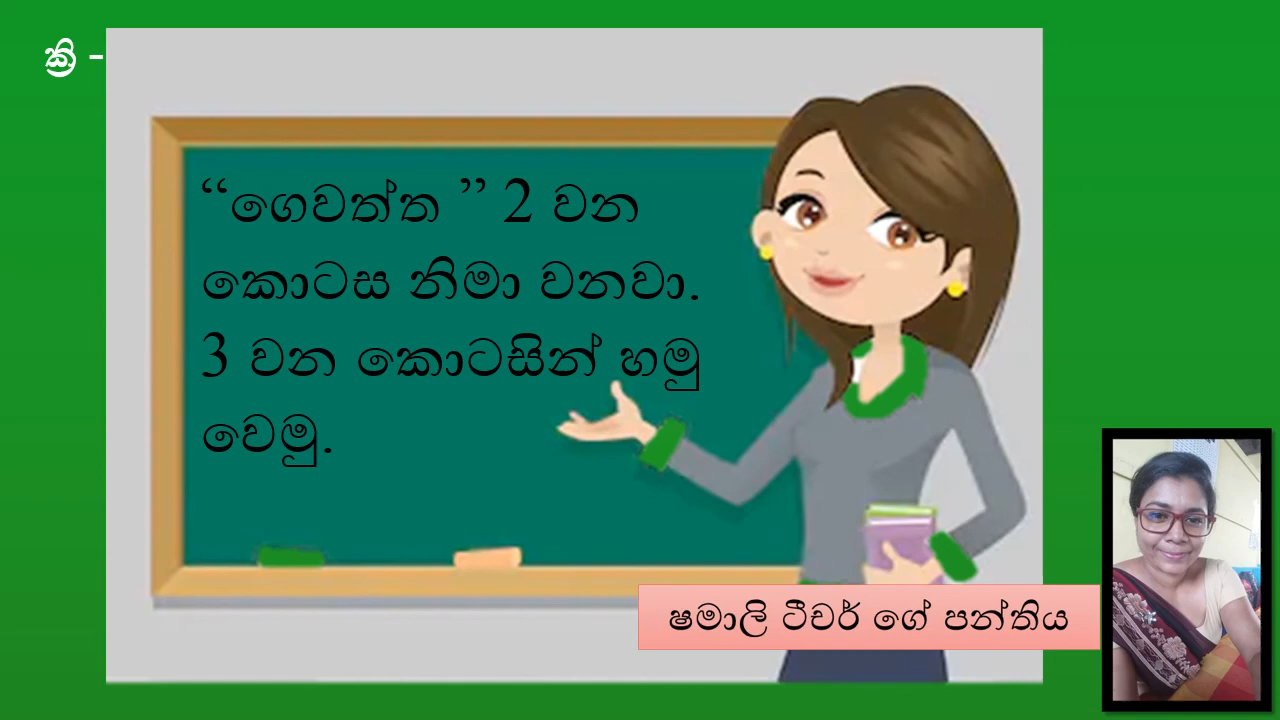 ක්‍රි -
“ගෙවත්ත ” 2 වන
කොටස නිමා වනවා.
3 වන කොටසින් හමු
වෙමු.
ෂමාලි ටීචර් ගේ පන්තිය